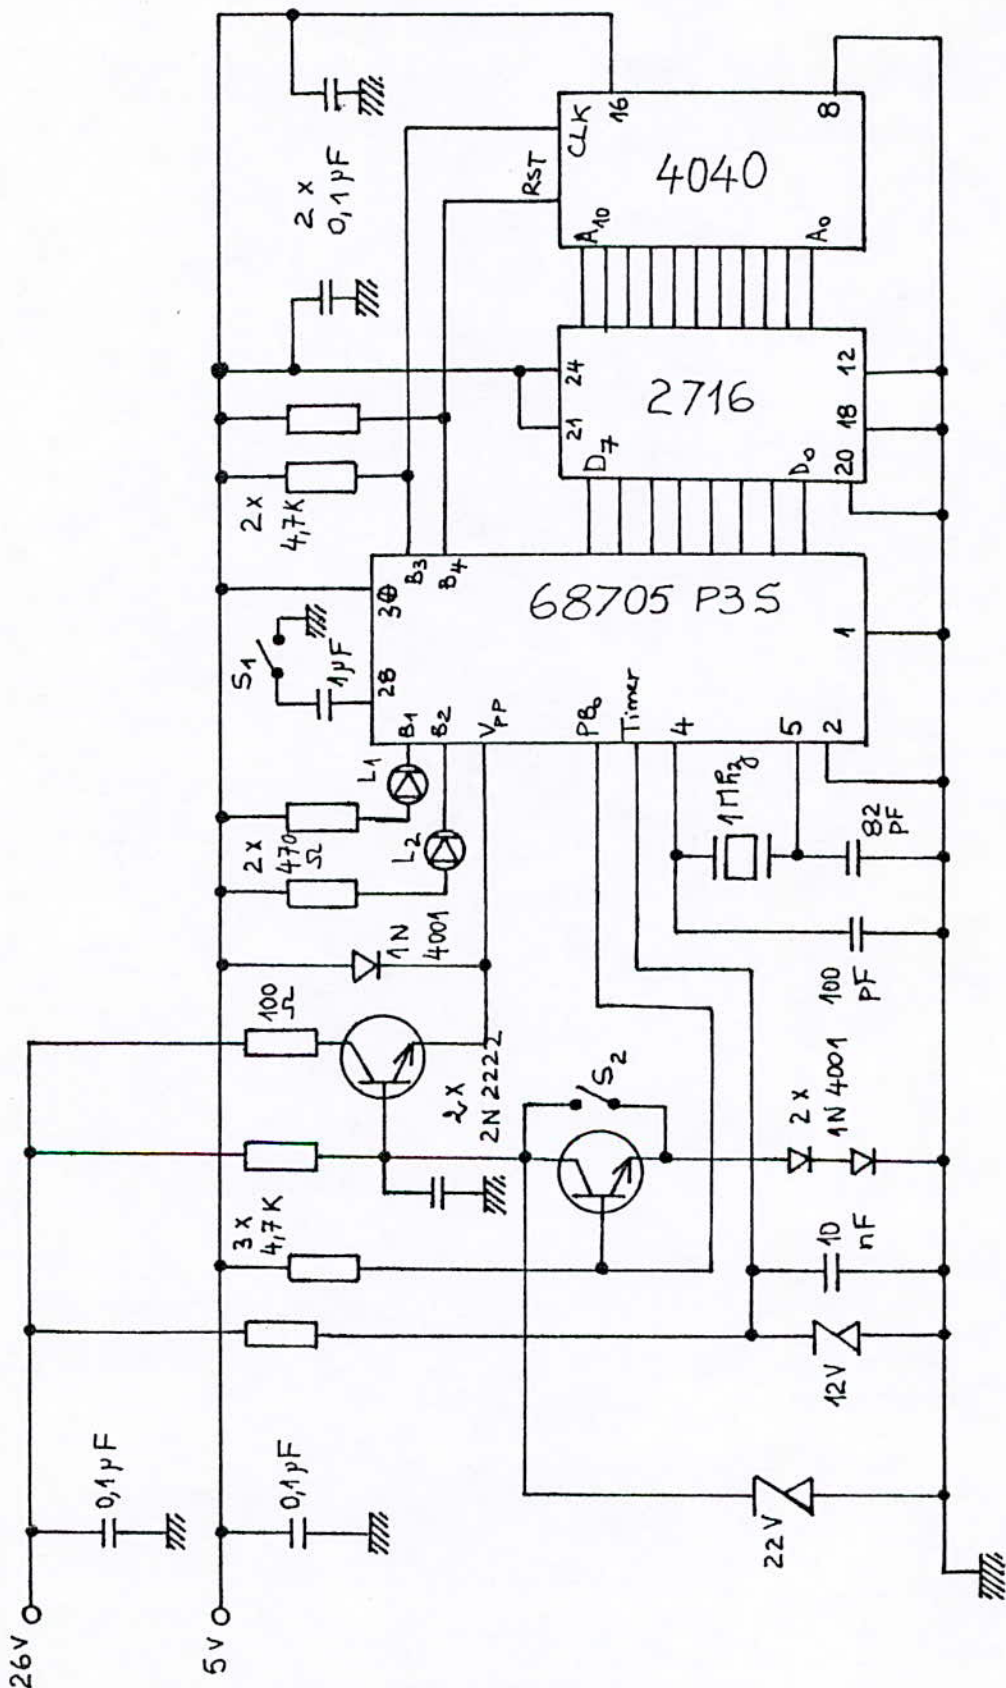 26V
5V
0,1µF
0,1µF
22V
12V
3 x
4,7K
10
nF
2 x
1N 4001
S2
2 x
2N 2222
100
Ω
1N
4001
100
pF
82
PF
1 MHz
2 x
470
Ω
L2
L1
S1
1µF
28
30
B1
B2
VPP
PB0
Timer
4
5
2
1
B3
B4
68705 P3S
2 x
4,7K
2 x
0,1µF
D7
D0
21
24
20
18
12
2716
A10
A0
RST
CLK
16
8
4040